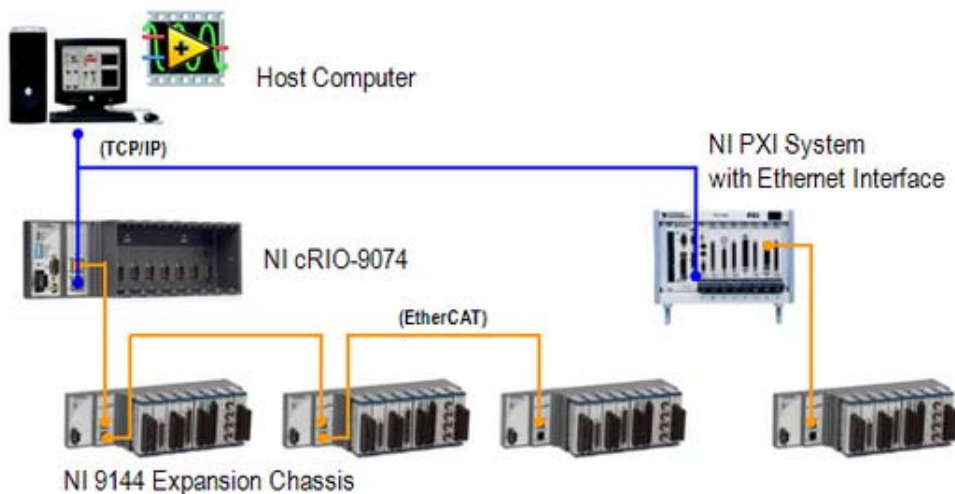 Host Computer
(TCP/IP)
NI PXI System
with Ethernet Interface
NI cRIO-9074
(EtherCAT)
NI 9144 Expansion Chassis